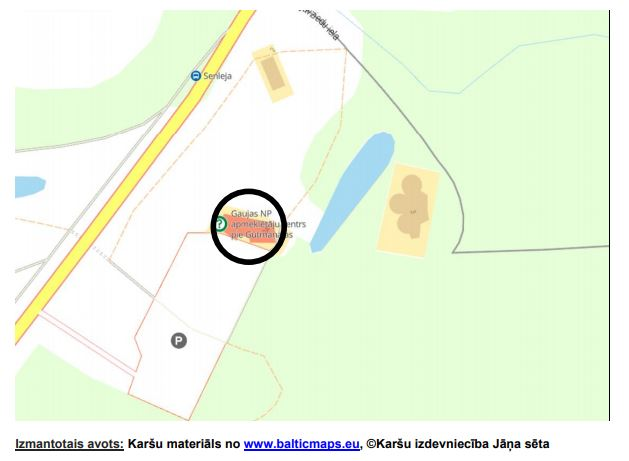 Senleja
Gaujas NP
apmeklētāju centrs
pie Gūtmaņalas
P
Izmantotais avots: Karšu materiāls no www.balticmaps.eu, ©Karšu izdevniecība Jāņa sēta